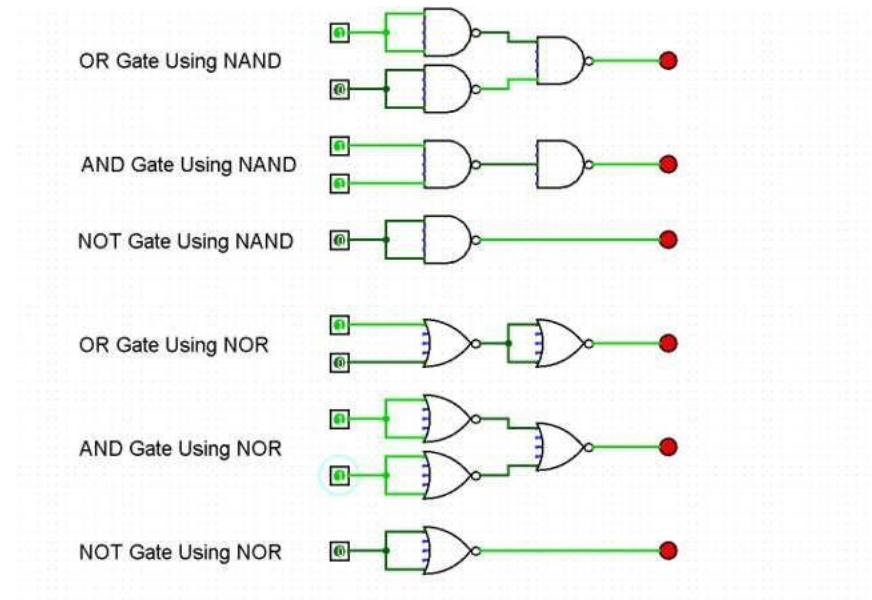 OR Gate Using NAND
AND Gate Using NAND
NOT Gate Using NAND
OR Gate Using NOR
AND Gate Using NOR
NOT Gate Using NOR